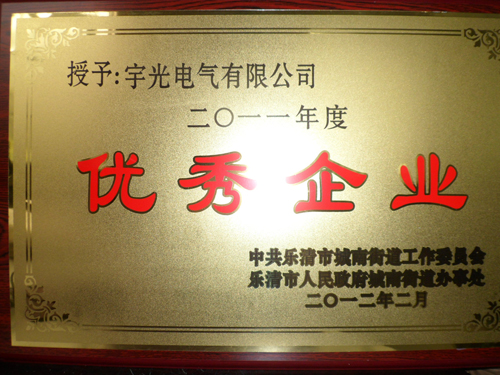 授予:宇光电气有限公司
二〇一一年度
优秀企业
中共乐清市城南街道工作委员会
乐清市人民政府城南街道办事处
二〇一二年二月